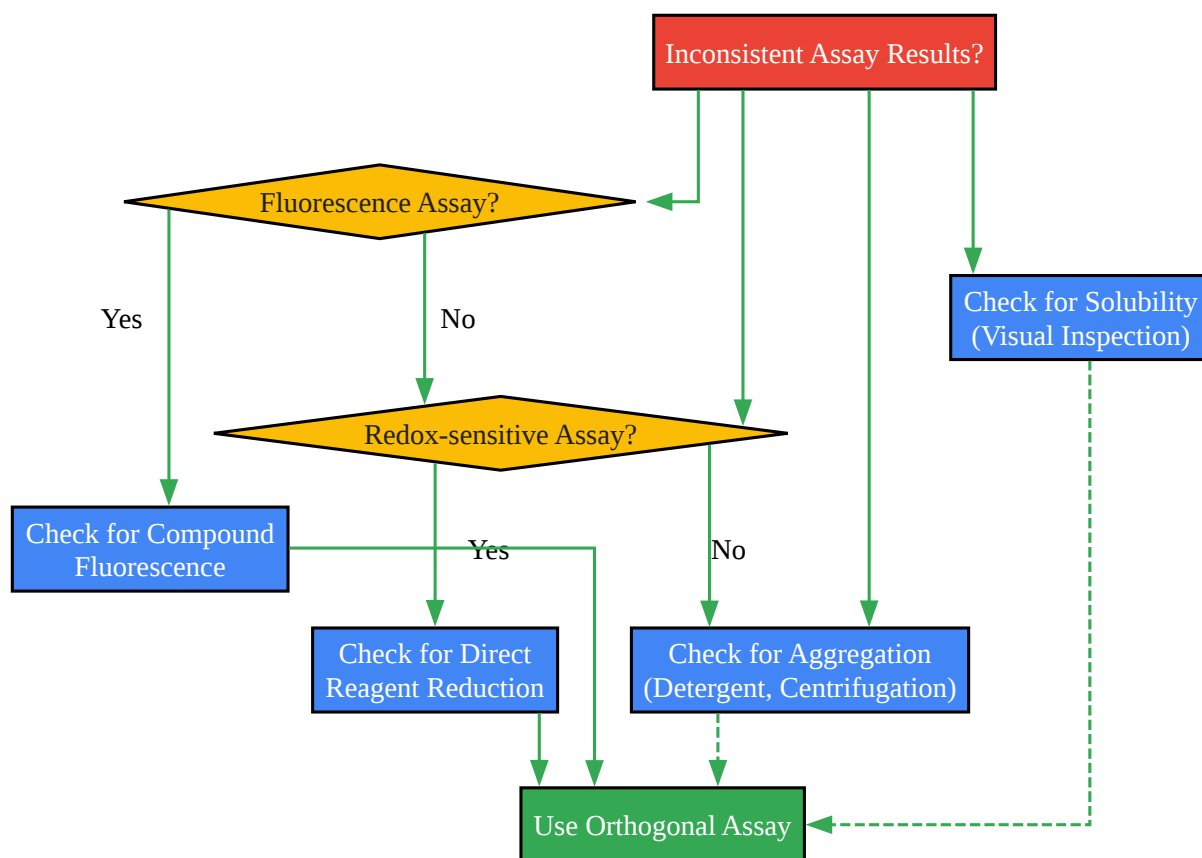 Inconsistent Assay Results?
Fluorescence Assay?
Check for Solubility
(Visual Inspection)
Yes
No
Redox-sensitive Assay?
Check for Compound
Fluorescence
Yes
No
Check for Direct
Reagent Reduction
Check for Aggregation
(Detergent, Centrifugation)
Use Orthogonal Assay